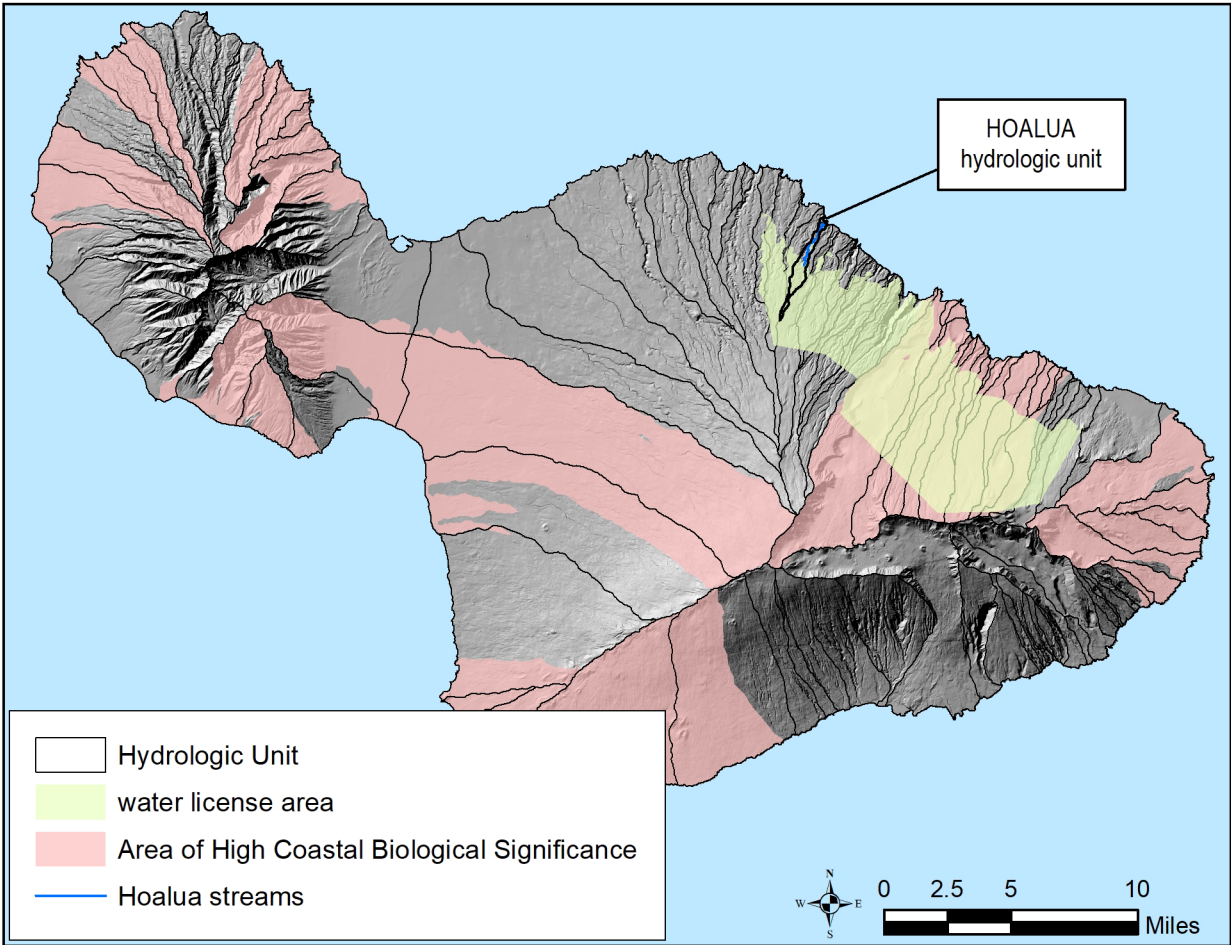 HOALUA
hydrologic unit
Hydrologic Unit
water license area
Area of High Coastal Biological Significance
Hoalua streams
N
W E
S
0 2.5 5 10
Miles